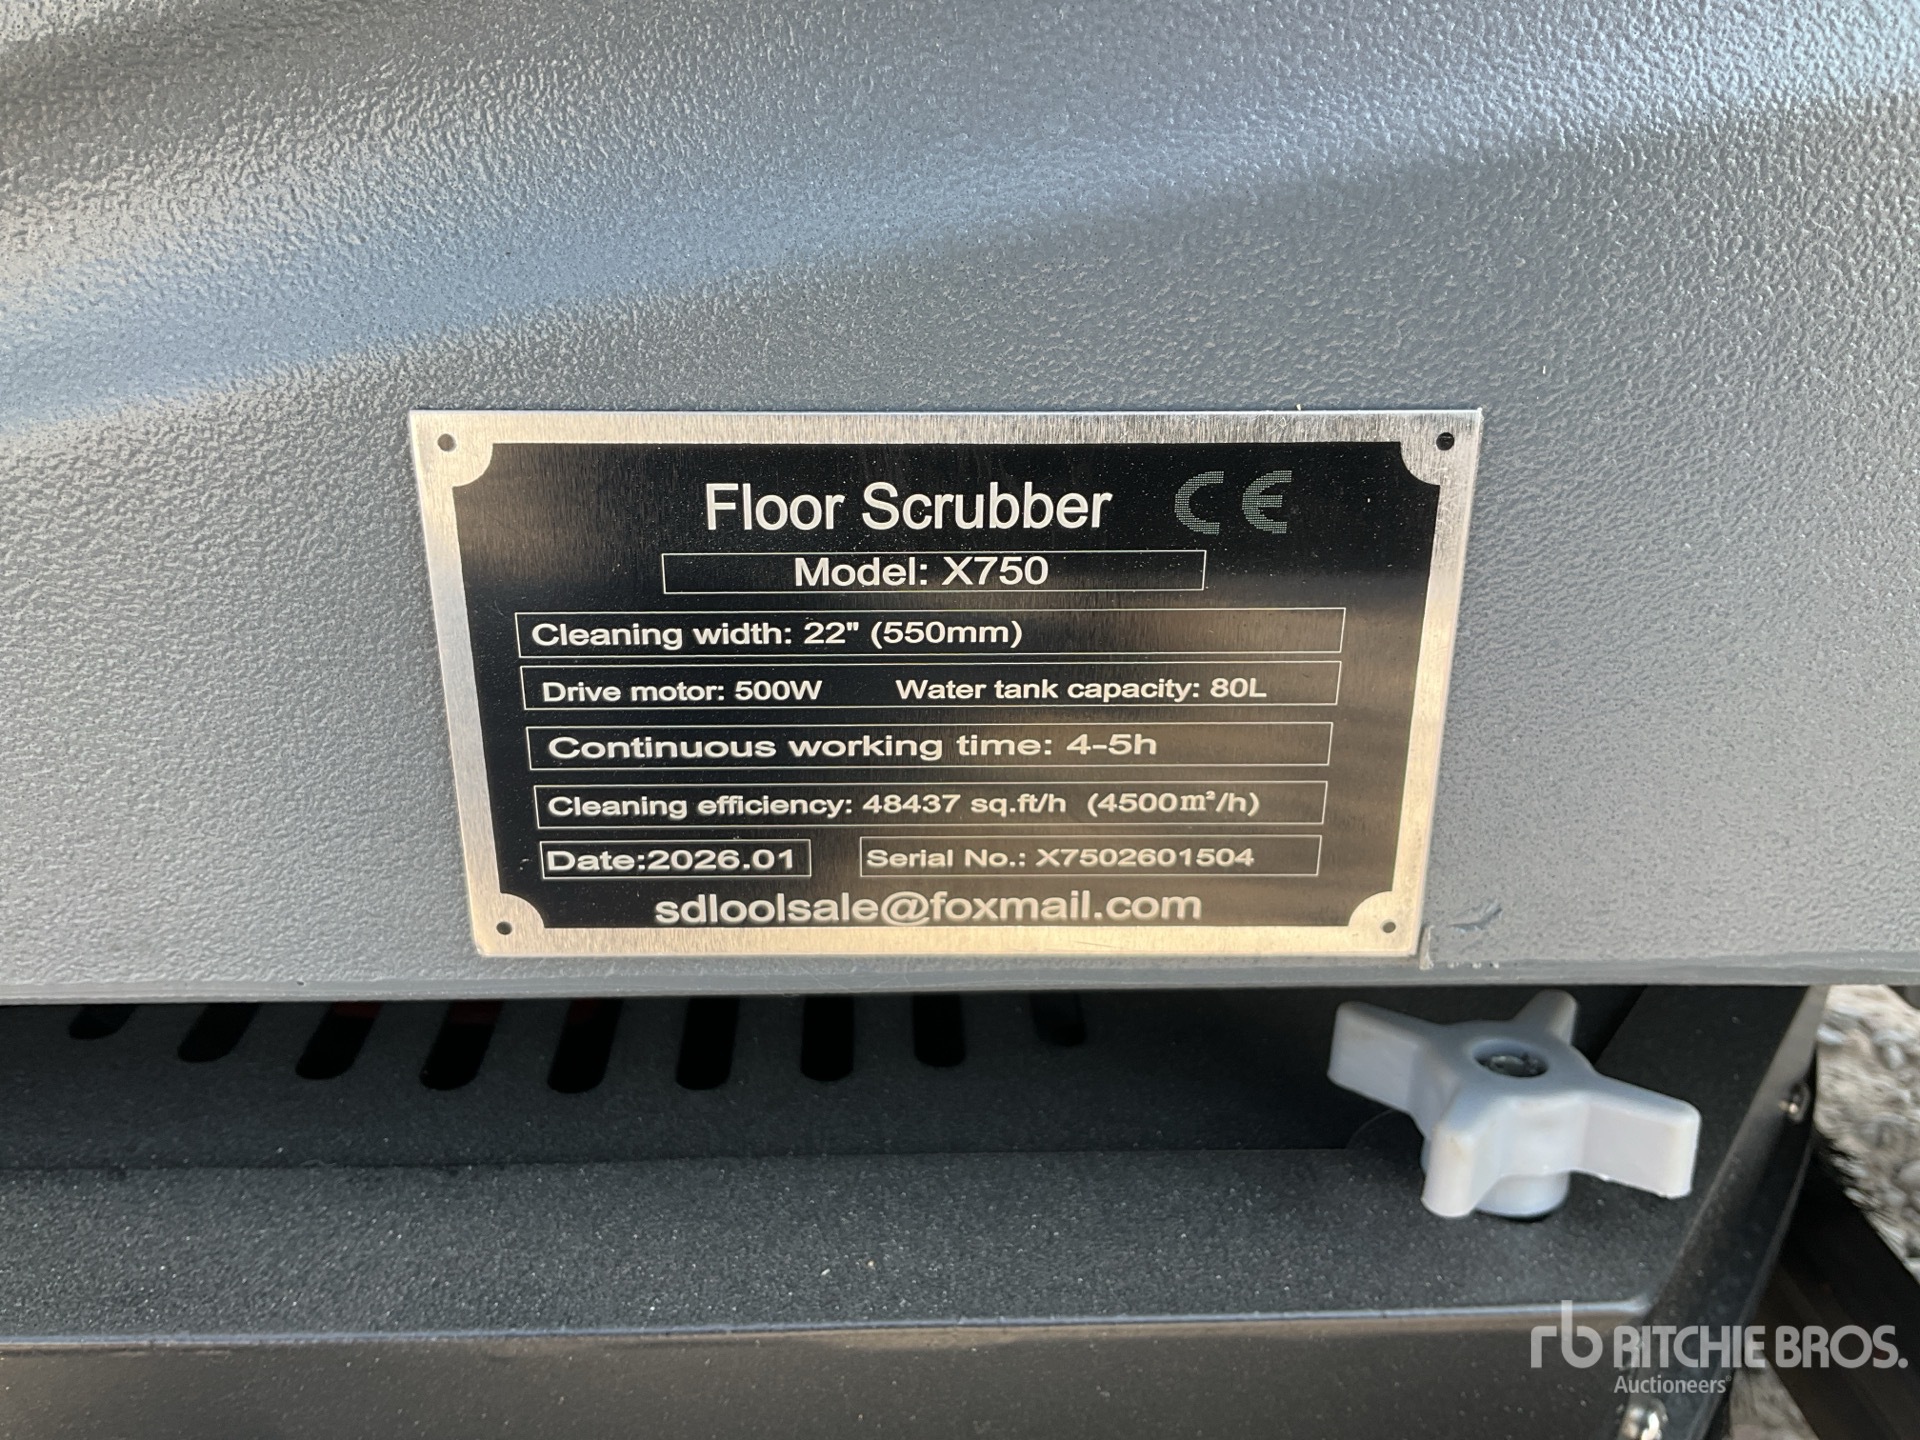 Floor Scrubber CE
Model: X750
Cleaning width: 22" (550mm)
Drive motor: 500W Water tank capacity: 80L
Continuous working time: 4-5h
Cleaning efficiency: 48437 sq.ft/h (4500m²/h)
Date:2026.01 Serial No.: X7502601504
sdloolsale@foxmail.com
rb RITCHIE BROS.
Auctioneers